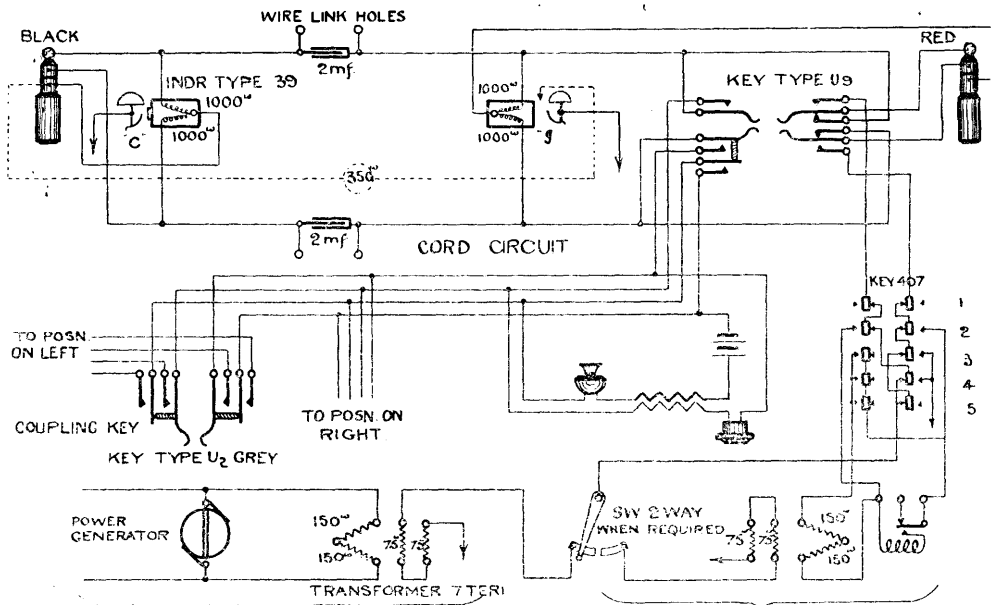 WIRE LINK HOLES
BLACK
RED
2mf.
INDR TYPE 39
KEY TYPE U9
1000ω
1000ω
C
1000ω
1000ω
g
350ω
2mf.
CORD CIRCUIT
KEY 407
1
2
3
4
5
TO POSN.
ON LEFT
TO POSN. ON
RIGHT
COUPLING KEY
KEY TYPE U2 GREY
POWER
GENERATOR
150ω
150ω
75
75
SW 2 WAY
WHEN REQUIRED
75
75
150ω
150
TRANSFORMER 7 TERI